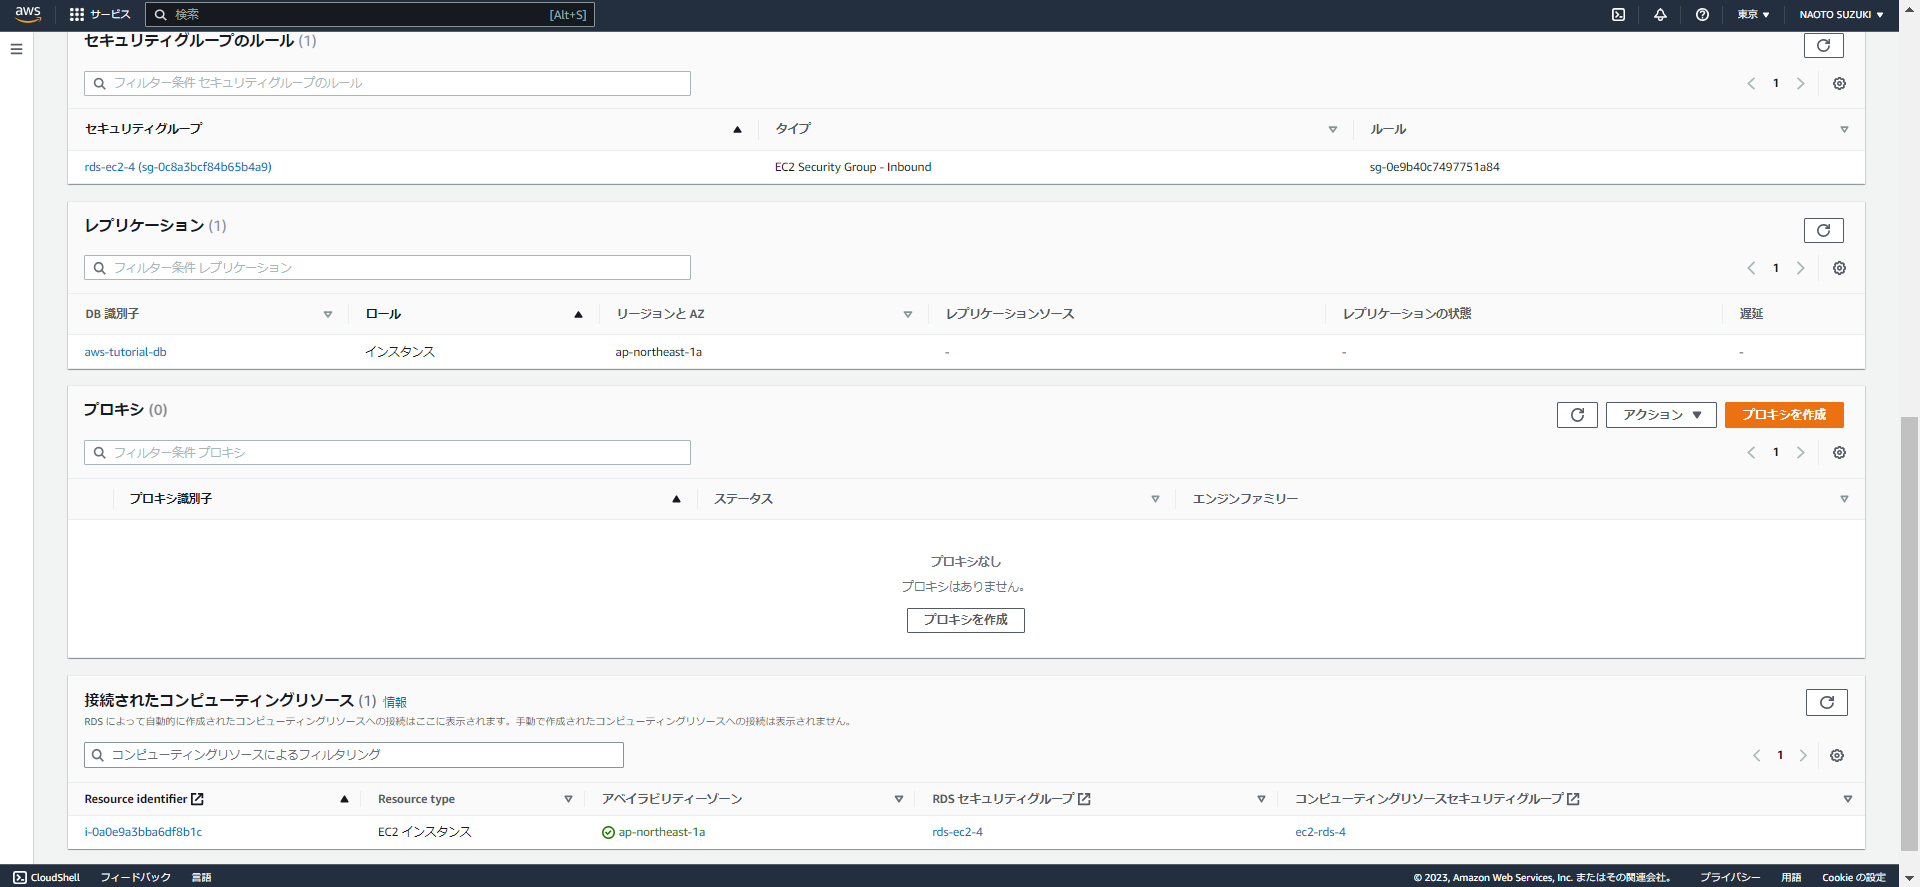 aws サービス 検索 [Alt+S] 東京 ▼ NAOTO SUZUKI ▼
セキュリティグループのルール (1)
フィルター条件 セキュリティグループのルール
1
セキュリティグループ タイプ ルール
rds-ec2-4 (sg-0c8a3bcf84b65b4a9) EC2 Security Group - Inbound sg-0e9b40c7497751a84
レプリケーション (1)
フィルター条件 レプリケーション
1
DB 識別子 ロール リージョンと AZ レプリケーションソース レプリケーションの状態 遅延
aws-tutorial-db インスタンス ap-northeast-1a - - -
プロキシ (0)
アクション ▼ プロキシを作成
フィルター条件 プロキシ
1
プロキシ識別子 ステータス エンジンファミリー
プロキシなし
プロキシはありません。
プロキシを作成
接続されたコンピューティングリソース (1) 情報
RDS によって自動的に作成されたコンピューティングリソースへの接続はここに表示されます。手動で作成されたコンピューティングリソースへの接続は表示されません。
コンピューティングリソースによるフィルタリング
1
Resource identifier Resource type アベイラビリティーゾーン RDS セキュリティグループ コンピューティングリソースセキュリティグループ
i-0a0e9a3bba6df8b1c EC2 インスタンス ap-northeast-1a rds-ec2-4 ec2-rds-4
CloudShell フィードバック 言語 © 2023, Amazon Web Services, Inc. またはその関連会社。 プライバシー 用語 Cookie の設定